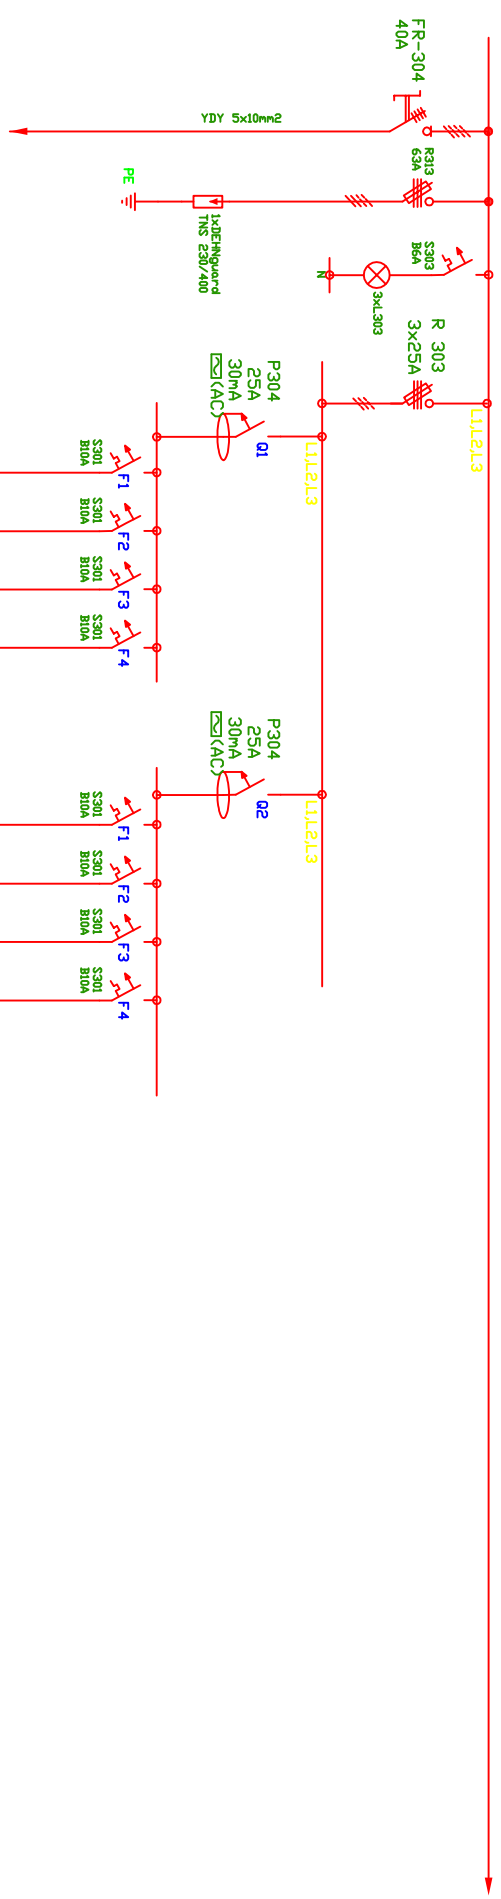 FR-304
40A
YDY 5x10mm2
R313
63A
PE
1xDEHNguard
TNS 230/400
S303
B6A
N
3xL303
R 303
3x25A
L1,L2,L3
L1,L2,L3
P304
25A
30mA
(AC)
Q1
S301
B10A
F1
S301
B10A
F2
S301
B10A
F3
S301
B10A
F4
L1,L2,L3
P304
25A
30mA
(AC)
Q2
S301
B10A
F1
S301
B10A
F2
S301
B10A
F3
S301
B10A
F4